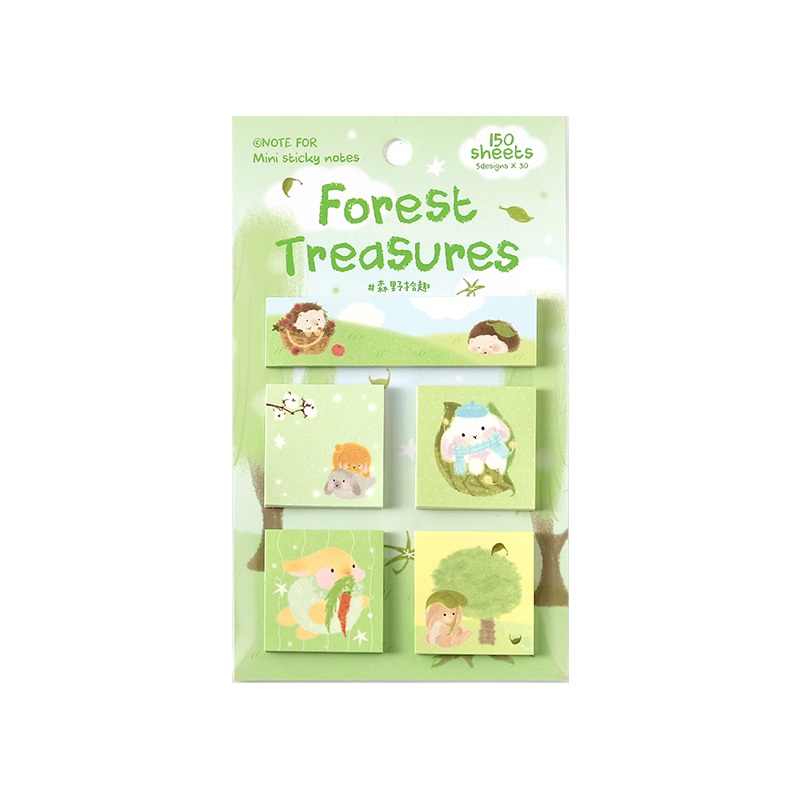 ©NOTE FOR
Mini sticky notes
150
sheets
5designs X 30
Forest
Treasures
#森野拾趣